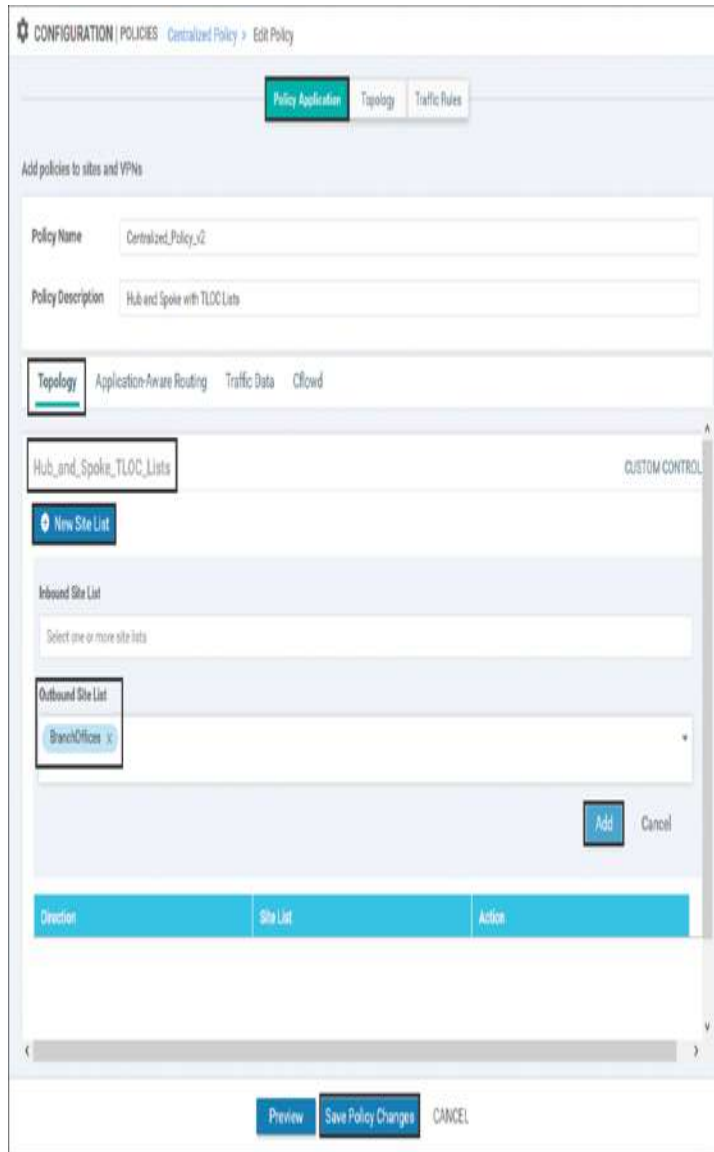 CONFIGURATION | POLICIES Centralized Policy > Edit Policy
Policy Application Topology Traffic Rules
Add policies to sites and VPNs
Policy Name Centralized_Policy_v2
Policy Description Hub and Spoke with TLOC Lists
Topology Application-Aware Routing Traffic Data Cflowd
Hub_and_Spoke_TLOC_Lists CUSTOM CONTROL
New Site List
Inbound Site List
Select one or more site lists
Outbound Site List
BranchOffices x
Add Cancel
Direction Site List Action
Preview Save Policy Changes CANCEL